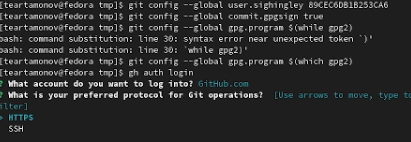 [teartamonov@fedora tmp]$ git config --global user.sighingley 89CEC6DB1B253CA6
[teartamonov@fedora tmp]$ git config --global commit.gpgsign true
[teartamonov@fedora tmp]$ git config --global gpg.program $(while gpg2)
bash: command substitution: line 30: syntax error near unexpected token `)'
bash: command substitution: line 30: `while gpg2)'
[teartamonov@fedora tmp]$ git config --global gpg.program $(which gpg2)
[teartamonov@fedora tmp]$ gh auth login
? What account do you want to log into? GitHub.com
? What is your preferred protocol for Git operations? [Use arrows to move, type to
filter]
> HTTPS
SSH